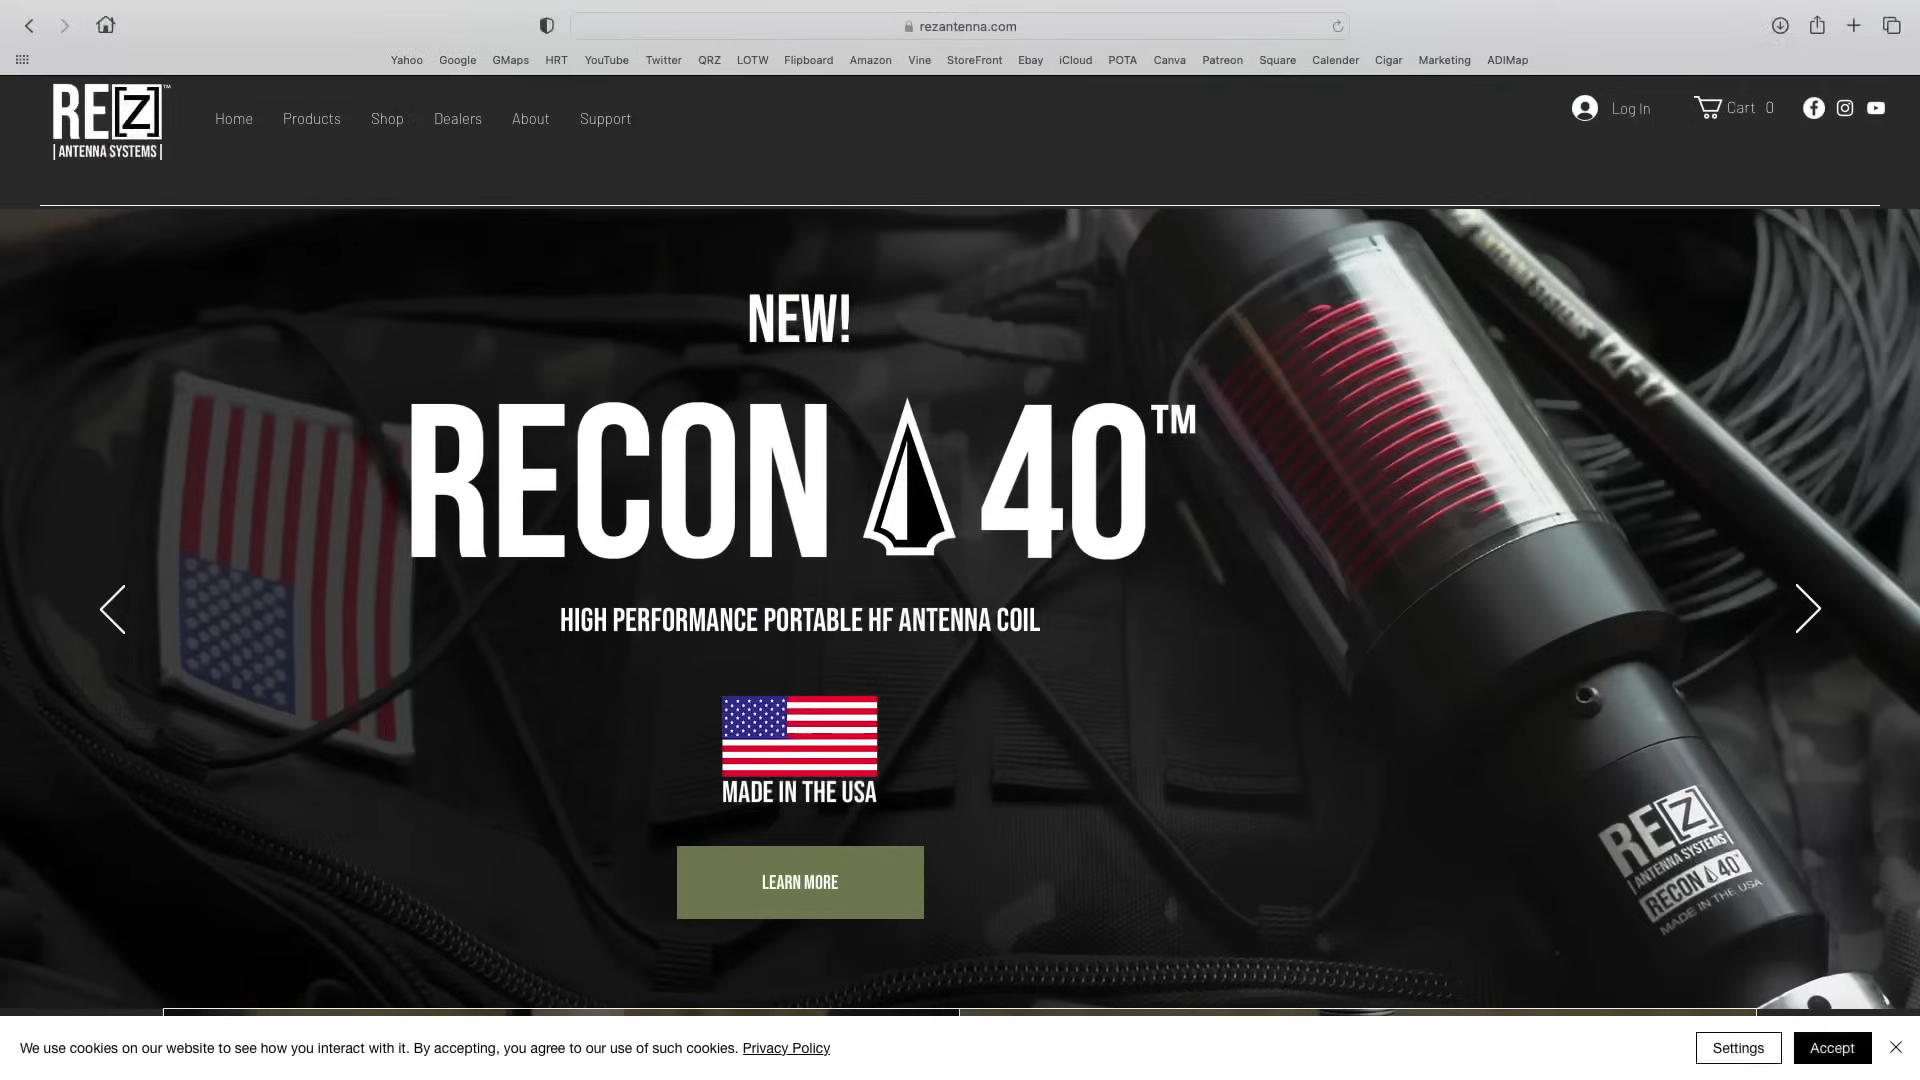 rezantenna.com
Yahoo Google GMaps HRT YouTube Twitter QRZ LOTW Flipboard Amazon Vine StoreFront Ebay iCloud POTA Canva Patreon Square Calender Cigar Marketing ADIMap
REZ™
ANTENNA SYSTEMS
Home Products Shop Dealers About Support
Log In
Cart 0
NEW!
RECON 40™
HIGH PERFORMANCE PORTABLE HF ANTENNA COIL
MADE IN THE USA
LEARN MORE
REZ
ANTENNA SYSTEMS
RECON 40™
MADE IN THE USA
We use cookies on our website to see how you interact with it. By accepting, you agree to our use of such cookies. Privacy Policy
Settings
Accept